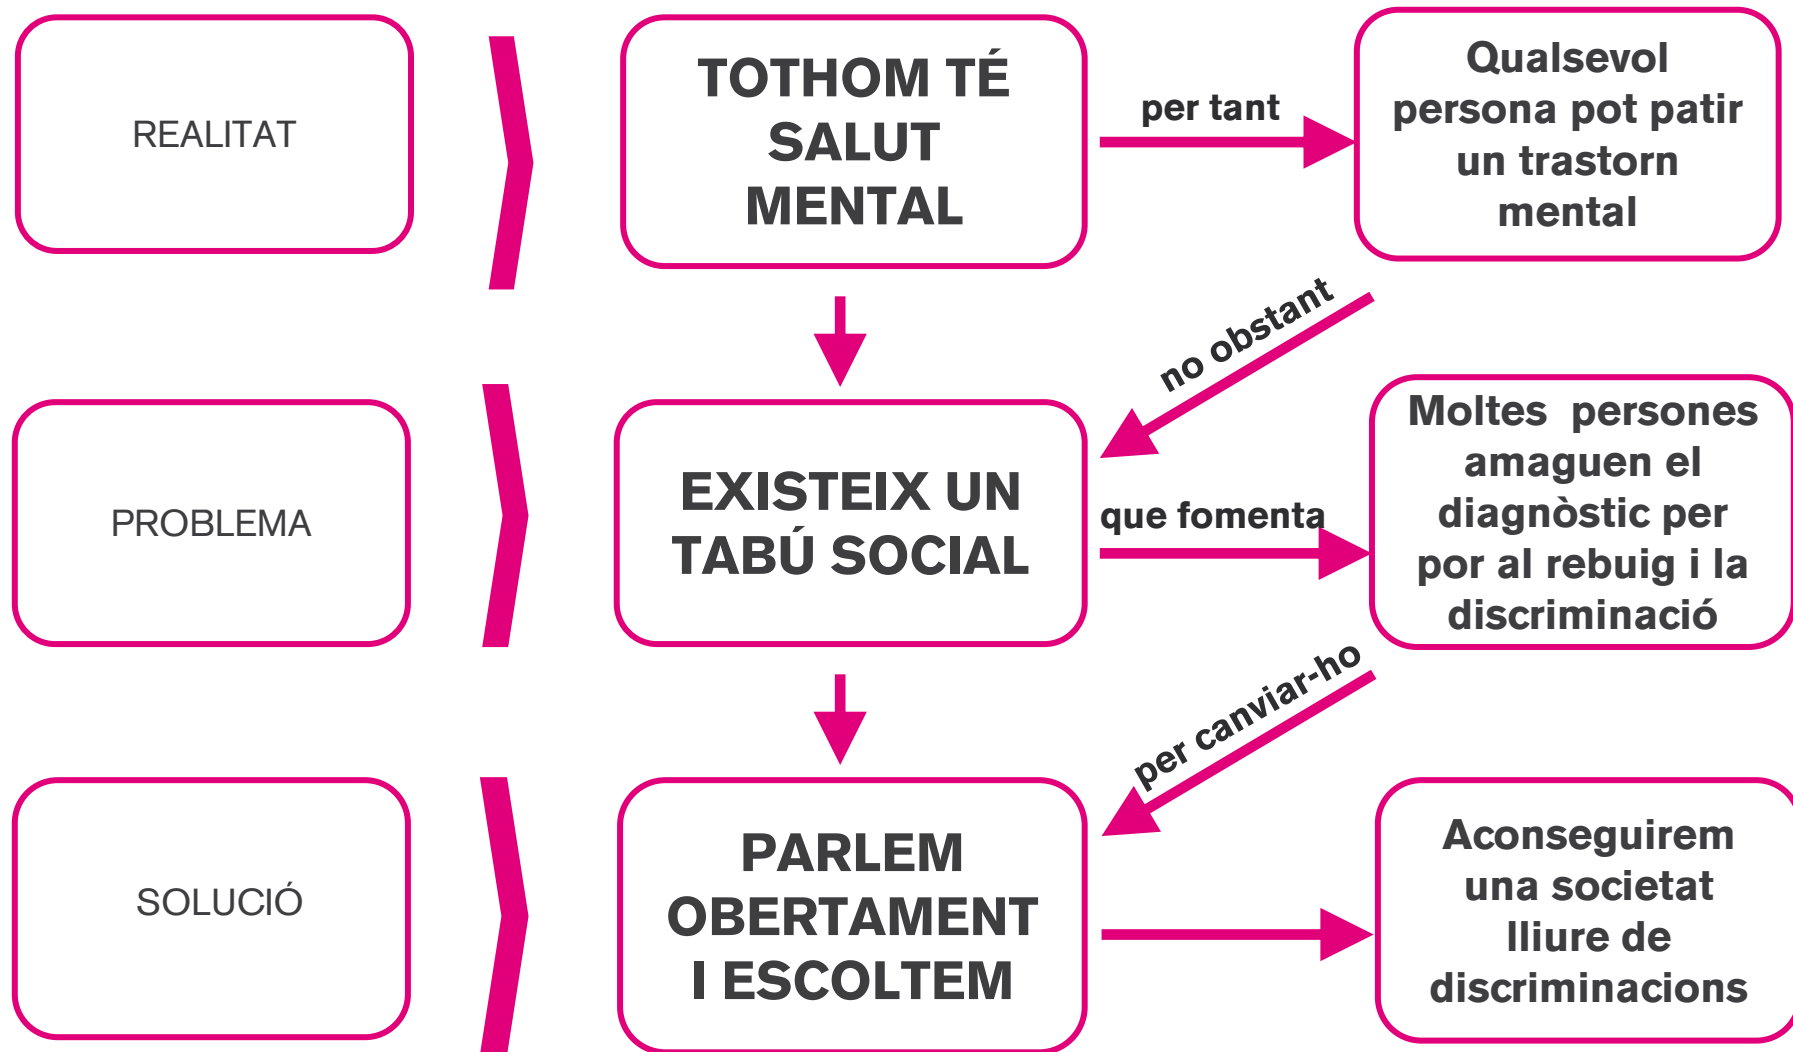 REALITAT
TOTHOM TÉ
SALUT
MENTAL
per tant
Qualsevol
persona pot patir
un trastorn
mental
no obstant
PROBLEMA
EXISTEIX UN
TABÚ SOCIAL
que fomenta
Moltes persones
amaguen el
diagnòstic per
por al rebuig i la
discriminació
per canviar-ho
SOLUCIÓ
PARLEM
OBERTAMENT
I ESCOLTEM
Aconseguirem
una societat
lliure de
discriminacions